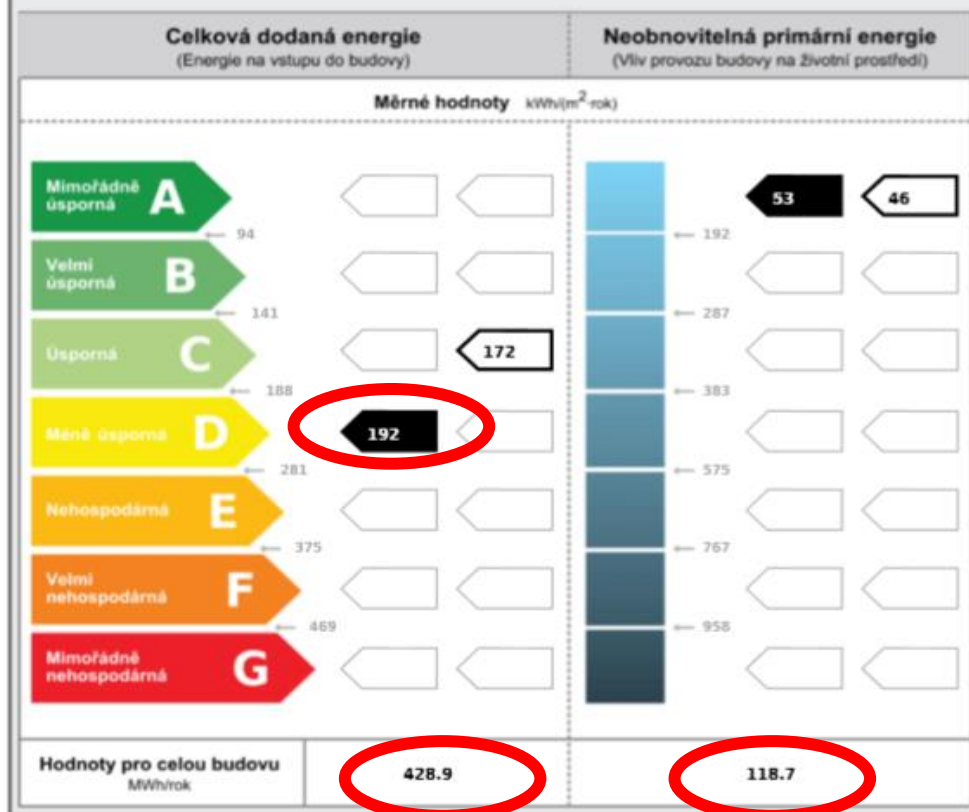 Celková dodaná energie
(Energie na vstupu do budovy)
Neobnovitelná primární energie
(Vliv provozu budovy na životní prostředí)
Měrné hodnoty kWh/(m²·rok)
Mimořádně
úsporná
A
53
46
94
192
Velmi
úsporná
B
141
287
Úsporná
C
172
188
383
Méně úsporná
D
192
281
575
Nehospodárná
E
375
767
Velmi
nehospodárná
F
469
958
Mimořádně
nehospodárná
G
Hodnoty pro celou budovu
MWh/rok
428.9
118.7